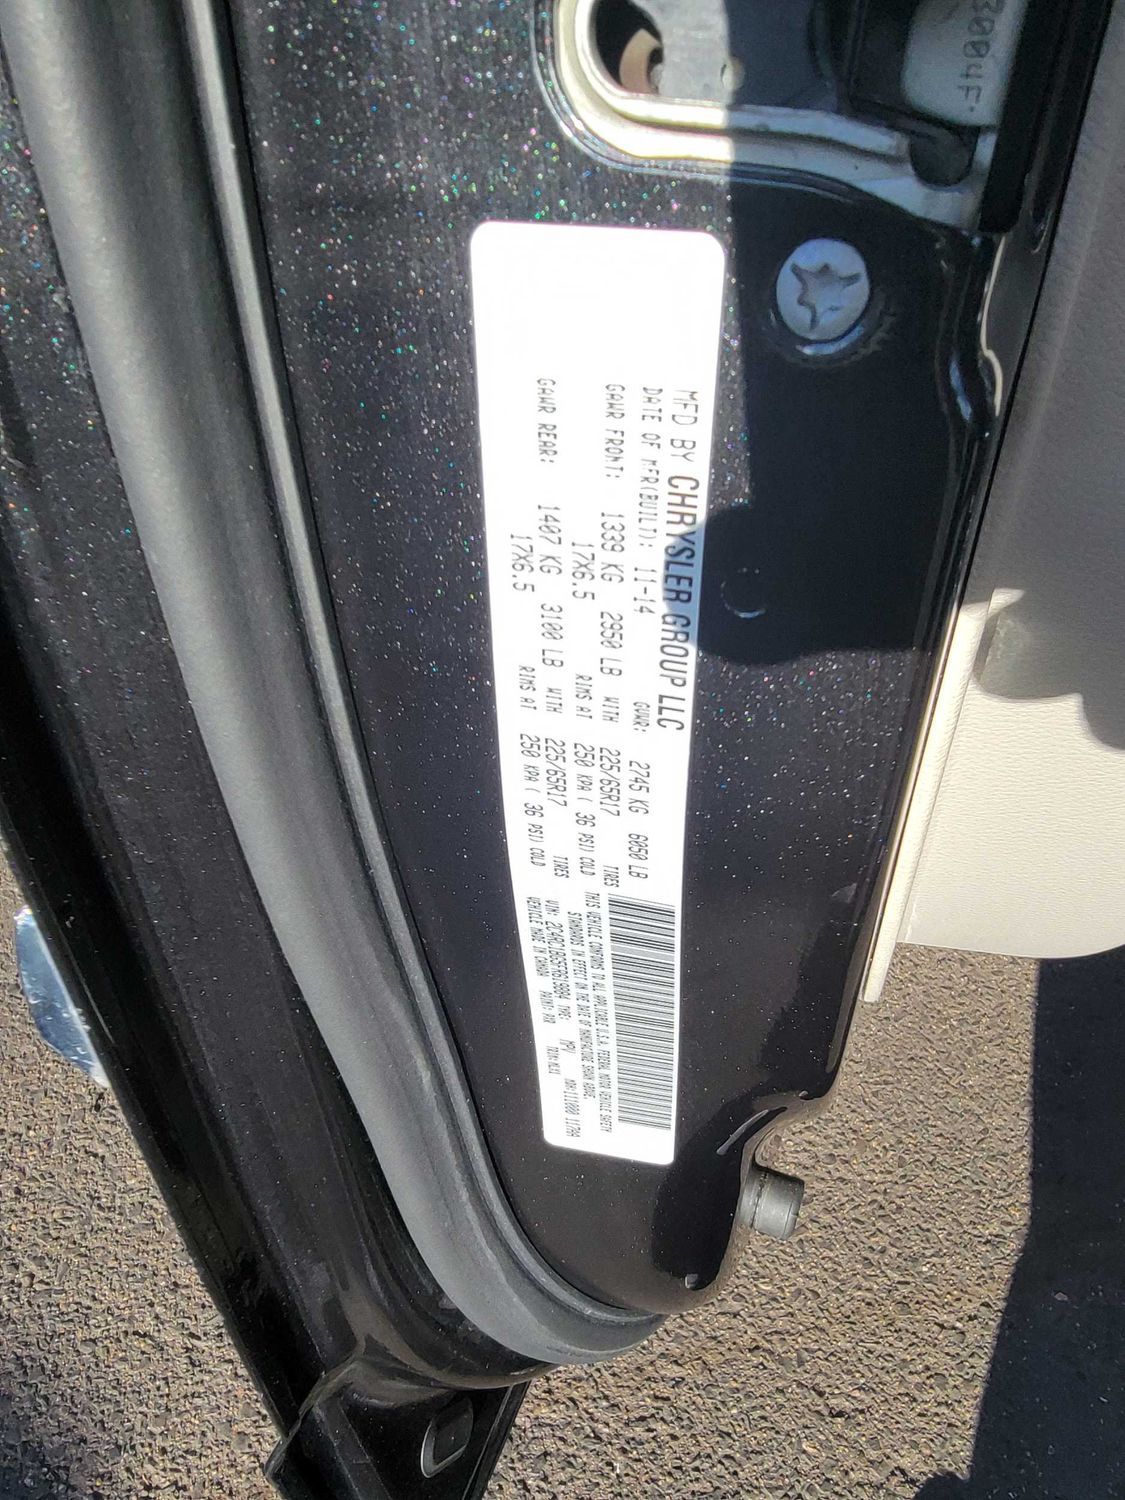 3004F
MFD BY CHRYSLER GROUP LLC
DATE OF MFR(BUILT): 11-14 GAWR: 2745 KG 6050 LB
GAWR FRONT: 1339 KG 2950 LB WITH 225/65R17 TIRES
17X6.5 RIMS AT 250 KPA ( 36 PSI) COLD
GAWR REAR: 1407 KG 3100 LB WITH 225/65R17 TIRES
17X6.5 RIMS AT 250 KPA ( 36 PSI) COLD
THIS VEHICLE CONFORMS TO ALL APPLICABLE U.S.A. FEDERAL MOTOR VEHICLE SAFETY
STANDARDS IN EFFECT ON THE DATE OF MANUFACTURE SHOWN ABOVE.
VIN: TYPE: MPV
VEHICLE MADE IN CANADA PAINT: